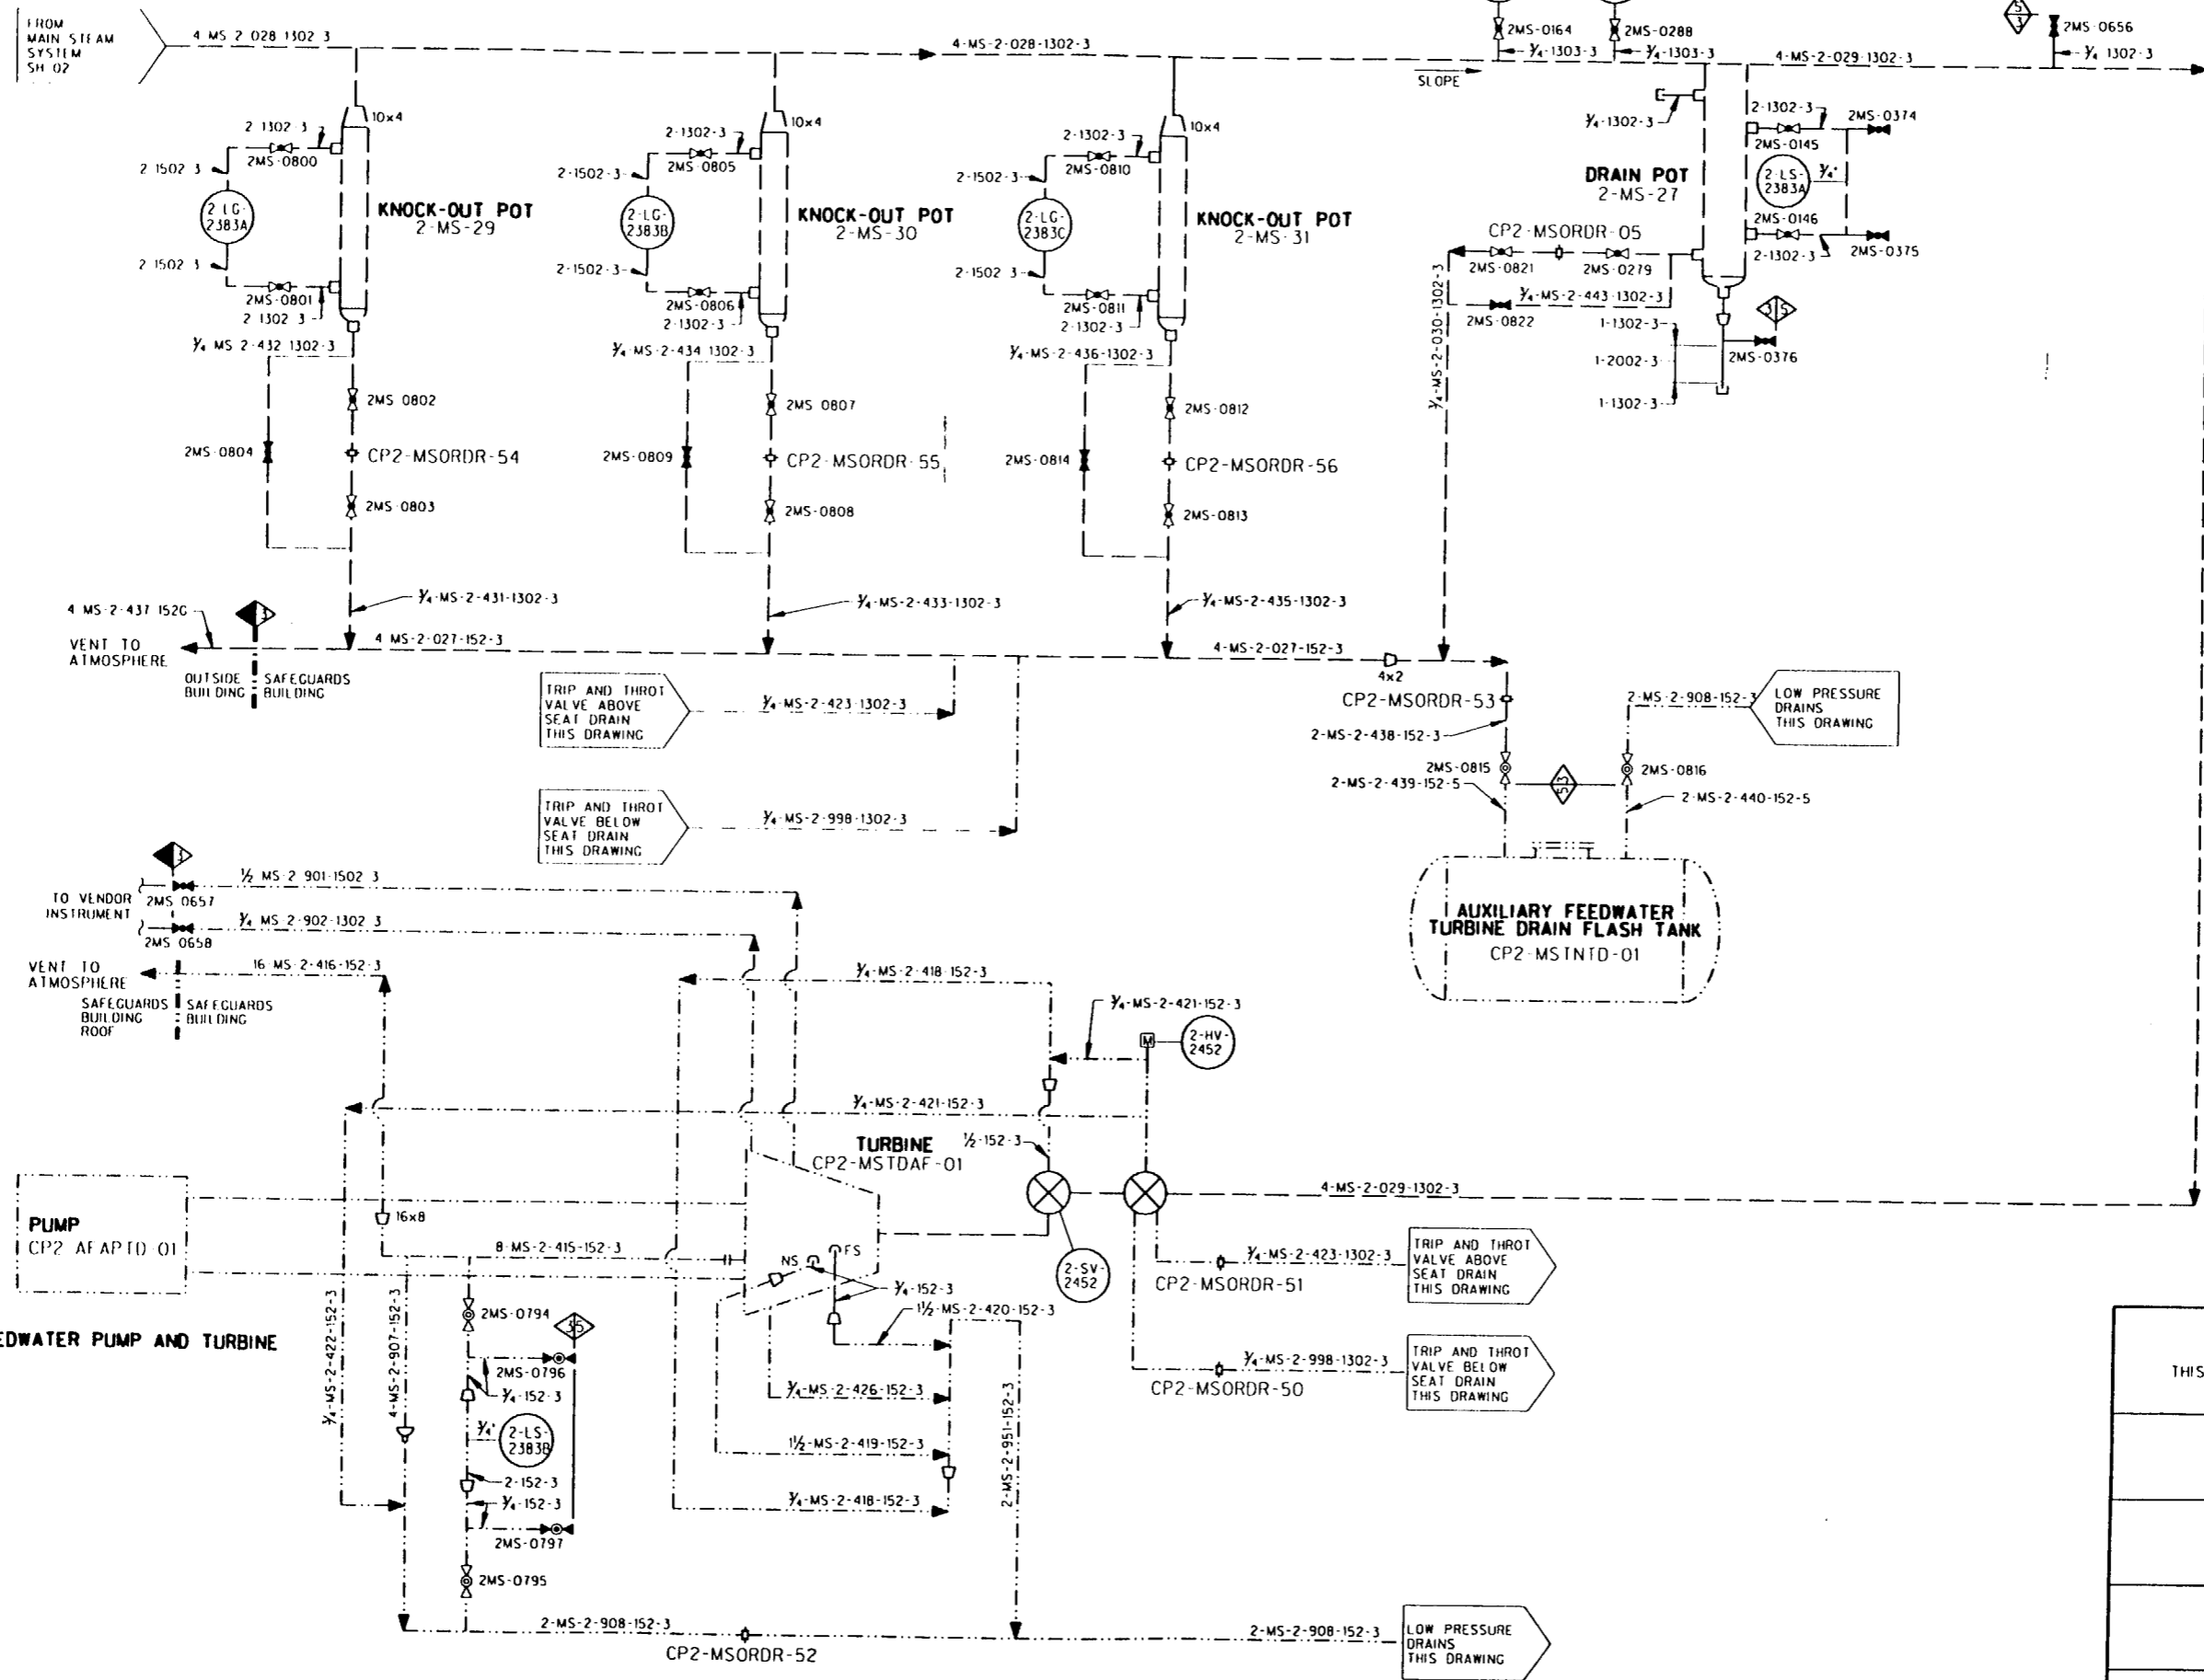 FROM
MAIN STEAM
SYSTEM
SH 02
4 MS 2 028 1302 3
4-MS-2-028-1302-3
SLOPE
2MS-0164
3/4-1303-3
2MS-0288
3/4-1303-3
4-MS-2-029-1302-3
5
3
2MS-0656
3/4 1302-3
10x4
2 1302 3
2MS-0800
2 1502 3
2-LG-
2383A
2 1502 3
2MS-0801
2 1302 3
KNOCK-OUT POT
2-MS-29
3/4 MS 2-432 1302-3
2MS 0802
2MS-0804
CP2-MSORDR-54
2MS-0803
3/4-MS-2-431-1302-3
10x4
2-1302-3
2MS-0805
2-1502-3
2-LG-
2383B
2-1502-3
2MS-0806
2-1302-3
KNOCK-OUT POT
2-MS-30
3/4-MS-2-434 1302-3
2MS 0807
2MS-0809
CP2-MSORDR-55
2MS-0808
3/4-MS-2-433-1302-3
10x4
2-1302-3
2MS-0810
2-1502-3
2-LG-
2383C
2-1502-3
2MS-0811
2-1302-3
KNOCK-OUT POT
2-MS-31
3/4-MS-2-436-1302-3
2MS-0812
2MS-0814
CP2-MSORDR-56
2MS-0813
3/4-MS-2-435-1302-3
3/4-1302-3
DRAIN POT
2-MS-27
2-1302-3
2MS-0374
2MS-0145
2-LS-
2383A
3/4"
2MS-0146
2MS-0375
2-1302-3
CP2-MSORDR-05
2MS-0821
2MS-0279
3/4-MS-2-443-1302-3
2MS-0822
3/4-MS-2-030-1302-3
1-1302-3
1-2002-3
1-1302-3
3 5
2MS-0376
4 MS-2-437 152G
3
VENT TO
ATMOSPHERE
OUTSIDE
BUILDING
SAFEGUARDS
BUILDING
4 MS-2-027-152-3
4-MS-2-027-152-3
4x2
TRIP AND THROT
VALVE ABOVE
SEAT DRAIN
THIS DRAWING
3/4-MS-2-423-1302-3
TRIP AND THROT
VALVE BELOW
SEAT DRAIN
THIS DRAWING
3/4-MS-2-998-1302-3
CP2-MSORDR-53
2-MS-2-438-152-3
2MS-0815
2-MS-2-439-152-5
5 3
2-MS-2-908-152-3
LOW PRESSURE
DRAINS
THIS DRAWING
2MS-0816
2-MS-2-440-152-5
AUXILIARY FEEDWATER
TURBINE DRAIN FLASH TANK
CP2-MSTNTD-01
3
TO VENDOR
INSTRUMENT
2MS 0657
1/2 MS-2 901-1502 3
2MS 0658
3/4 MS-2-902-1302 3
VENT TO
ATMOSPHERE
16 MS-2-416-152-3
SAFEGUARDS
BUILDING
ROOF
SAFEGUARDS
BUILDING
3/4-MS-2-418-152-3
3/4-MS-2-421-152-3
M
2-HV-
2452
3/4-MS-2-421-152-3
TURBINE
CP2-MSTDAF-01
1/2-152-3
2-SV-
2452
4-MS-2-029-1302-3
PUMP
CP2 AFAPTD-01
16x8
8-MS-2-415-152-3
NS
FS
3/4-152-3
1 1/2-MS-2-420-152-3
3/4-MS-2-423-1302-3
CP2-MSORDR-51
TRIP AND THROT
VALVE ABOVE
SEAT DRAIN
THIS DRAWING
3/4-MS-2-998-1302-3
CP2-MSORDR-50
TRIP AND THROT
VALVE BELOW
SEAT DRAIN
THIS DRAWING
EDWATER PUMP AND TURBINE
3/4-MS-2-422-152-3
4-MS-2-907-152-3
2MS-0794
3 5
2MS-0796
3/4-152-3
3/4"
2-LS-
2383B
2-152-3
3/4-152-3
2MS-0797
2MS-0795
3/4-MS-2-426-152-3
1 1/2-MS-2-419-152-3
3/4-MS-2-418-152-3
2-MS-2-951-152-3
2-MS-2-908-152-3
CP2-MSORDR-52
2-MS-2-908-152-3
LOW PRESSURE
DRAINS
THIS DRAWING
THIS